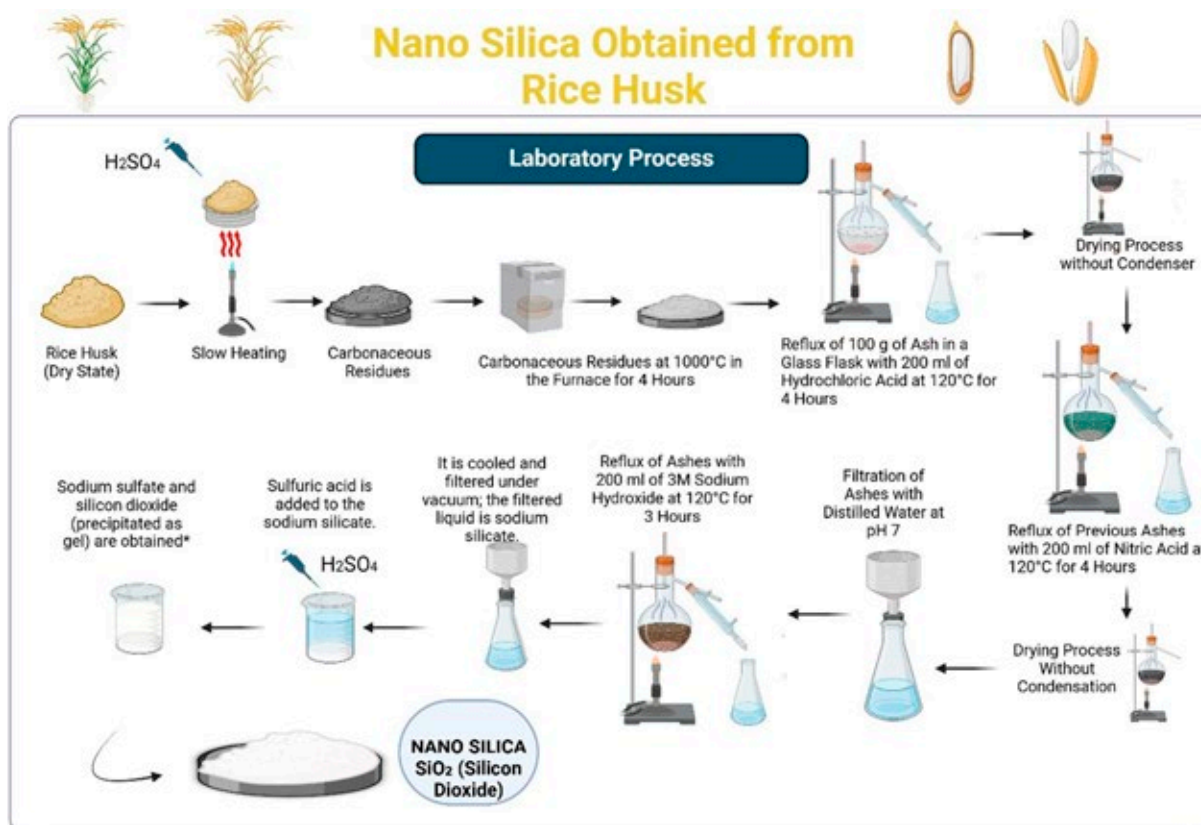 Nano Silica Obtained from
Rice Husk
Laboratory Process
H₂SO₄
Rice Husk
(Dry State)
Slow Heating
Carbonaceous
Residues
Carbonaceous Residues at 1000°C in
the Furnace for 4 Hours
Reflux of 100 g of Ash in a
Glass Flask with 200 ml of
Hydrochloric Acid at 120°C for
4 Hours
Drying Process
without Condenser
Reflux of Previous Ashes
with 200 ml of Nitric Acid a
120°C for 4 Hours
Drying Process
Without
Condensation
Filtration of
Ashes with
Distilled Water at
pH 7
Reflux of Ashes with
200 ml of 3M Sodium
Hydroxide at 120°C for
3 Hours
It is cooled and
filtered under
vacuum; the filtered
liquid is sodium
silicate.
Sulfuric acid is
added to the
sodium silicate.
H₂SO₄
Sodium sulfate and
silicon dioxide
(precipitated as
gel) are obtained*
NANO SILICA
SiO₂ (Silicon
Dioxide)